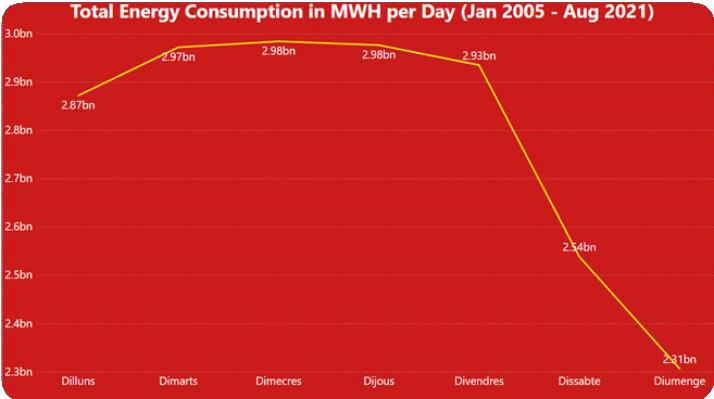 Total Energy Consumption in MWH per Day (Jan 2005 - Aug 2021)
3.0bn
2.9bn
2.8bn
2.7bn
2.6bn
2.5bn
2.4bn
2.3bn
2.87bn
2.97bn
2.98bn
2.98bn
2.93bn
2.54bn
2.31bn
Dilluns
Dimarts
Dimecres
Dijous
Divendres
Dissabte
Diumenge